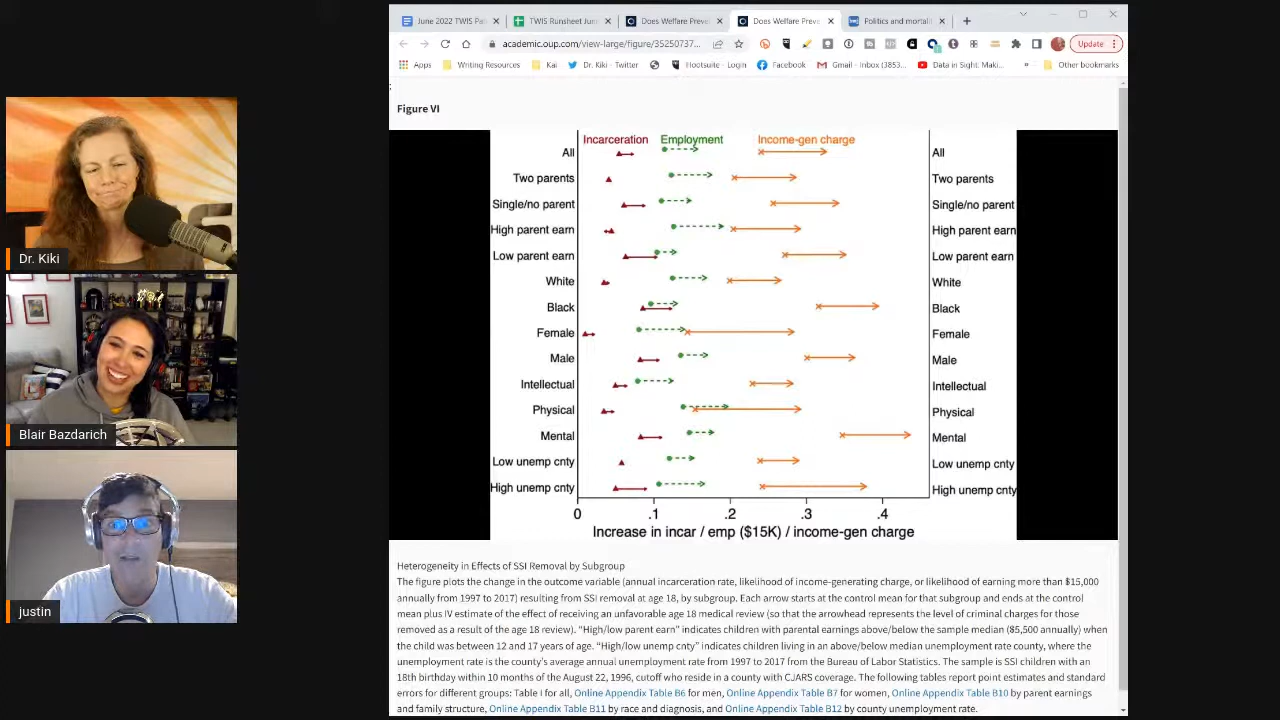 June 2022 TWIS Pai
TWIS Runsheet Jun
Does Welfare Preve
Does Welfare Preve
Politics and mortali
academic.oup.com/view-large/figure/35250737...
Update
Apps
Writing Resources
Kai
Dr. Kiki - Twitter
Hootsuite - Login
Facebook
Gmail - Inbox (3853...
Data in Sight: Maki...
Other bookmarks
Figure VI
Incarceration Employment Income-gen charge
All All
Two parents Two parents
Single/no parent Single/no parent
High parent earn High parent earn
Low parent earn Low parent earn
White White
Black Black
Female Female
Male Male
Intellectual Intellectual
Physical Physical
Mental Mental
Low unemp cnty Low unemp cnty
High unemp cnty High unemp cnty
0 .1 .2 .3 .4
Increase in incar / emp ($15K) / income-gen charge
Heterogeneity in Effects of SSI Removal by Subgroup
The figure plots the change in the outcome variable (annual incarceration rate, likelihood of income-generating charge, or likelihood of earning more than $15,000
annually from 1997 to 2017) resulting from SSI removal at age 18, by subgroup. Each arrow starts at the control mean for that subgroup and ends at the control
mean plus IV estimate of the effect of receiving an unfavorable age 18 medical review (so that the arrowhead represents the level of criminal charges for those
removed as a result of the age 18 review). "High/low parent earn" indicates children with parental earnings above/below the sample median ($5,500 annually) when
the child was between 12 and 17 years of age. "High/low unemp cnty" indicates children living in an above/below median unemployment rate county, where the
unemployment rate is the county's average annual unemployment rate from 1997 to 2017 from the Bureau of Labor Statistics. The sample is SSI children with an
18th birthday within 10 months of the August 22, 1996, cutoff who reside in a county with CJARS coverage. The following tables report point estimates and standard
errors for different groups: Table I for all, Online Appendix Table B6 for men, Online Appendix Table B7 for women, Online Appendix Table B10 by parent earnings
and family structure, Online Appendix Table B11 by race and diagnosis, and Online Appendix Table B12 by county unemployment rate.
Dr. Kiki
Blair Bazdarich
justin